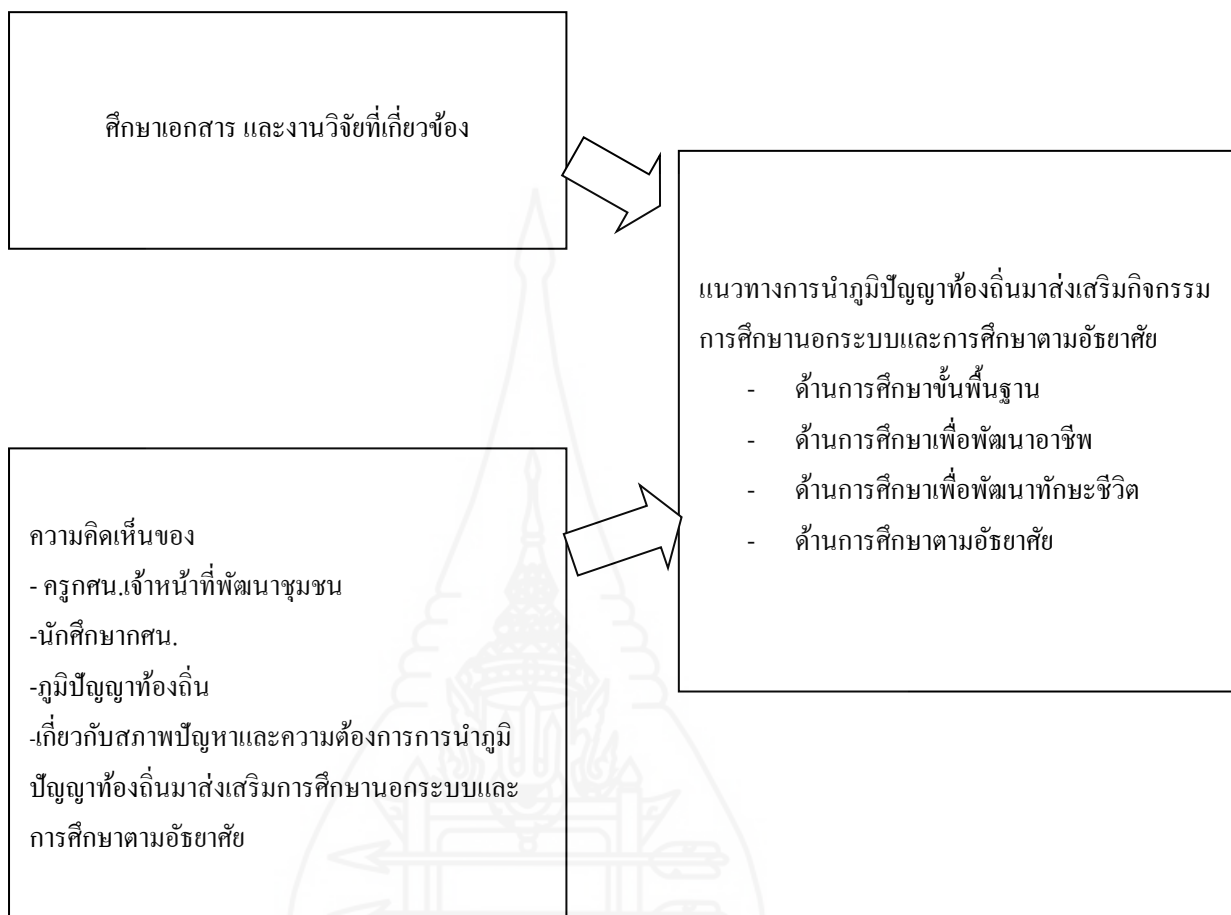 ศึกษาเอกสาร และงานวิจัยที่เกี่ยวข้อง
ความคิดเห็นของ
- ครูกศน.เจ้าหน้าที่พัฒนาชุมชน
-นักศึกษากศน.
-ภูมิปัญญาท้องถิ่น
-เกี่ยวกับสภาพปัญหาและความต้องการการนำภูมิ
ปัญญาท้องถิ่นมาส่งเสริมการศึกษานอกระบบและ
การศึกษาตามอัธยาศัย
แนวทางการนำภูมิปัญญาท้องถิ่นมาส่งเสริมกิจกรรม
การศึกษานอกระบบและการศึกษาตามอัธยาศัย
- ด้านการศึกษาขั้นพื้นฐาน
- ด้านการศึกษาเพื่อพัฒนาอาชีพ
- ด้านการศึกษาเพื่อพัฒนาทักษะชีวิต
- ด้านการศึกษาตามอัธยาศัย